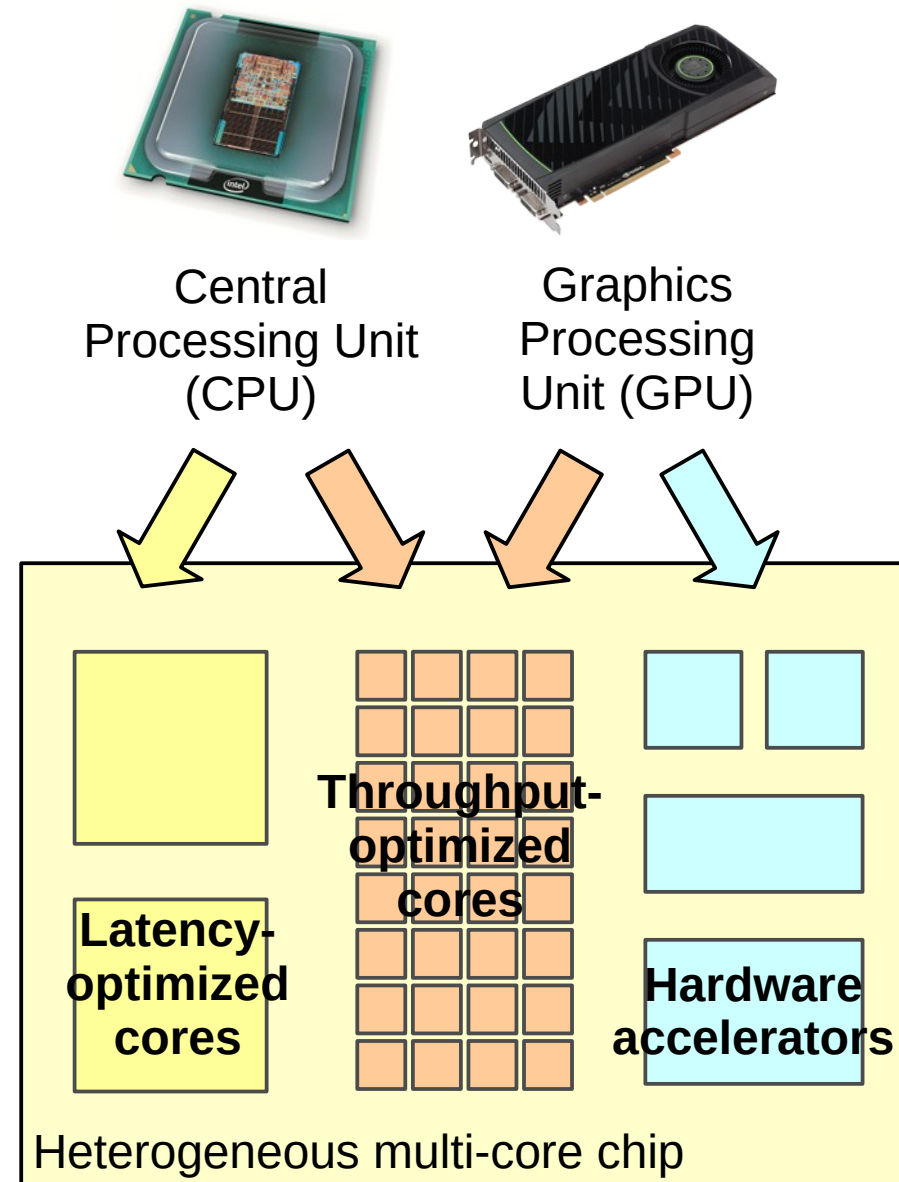 intel
Central
Processing Unit
(CPU)
Graphics
Processing
Unit (GPU)
Throughput-
optimized
cores
Latency-
optimized
cores
Hardware
accelerators
Heterogeneous multi-core chip